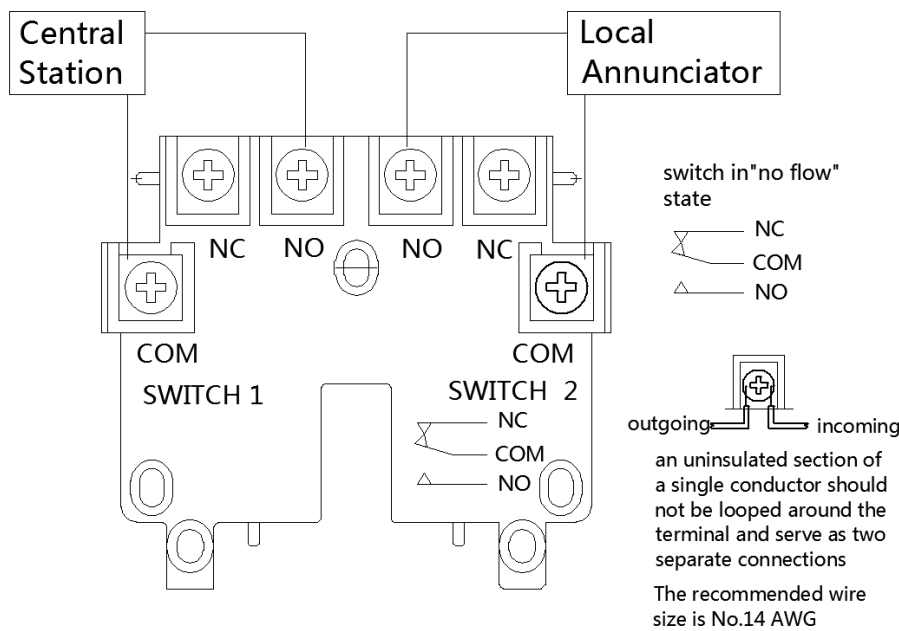 Central
Station
Local
Annunciator
NC
NO
NO
NC
COM
COM
SWITCH 1
SWITCH 2
NC
COM
NO
switch in"no flow"
state
NC
COM
NO
outgoing
incoming
an uninsulated section of
a single conductor should
not be looped around the
terminal and serve as two
separate connections
The recommended wire
size is No.14 AWG